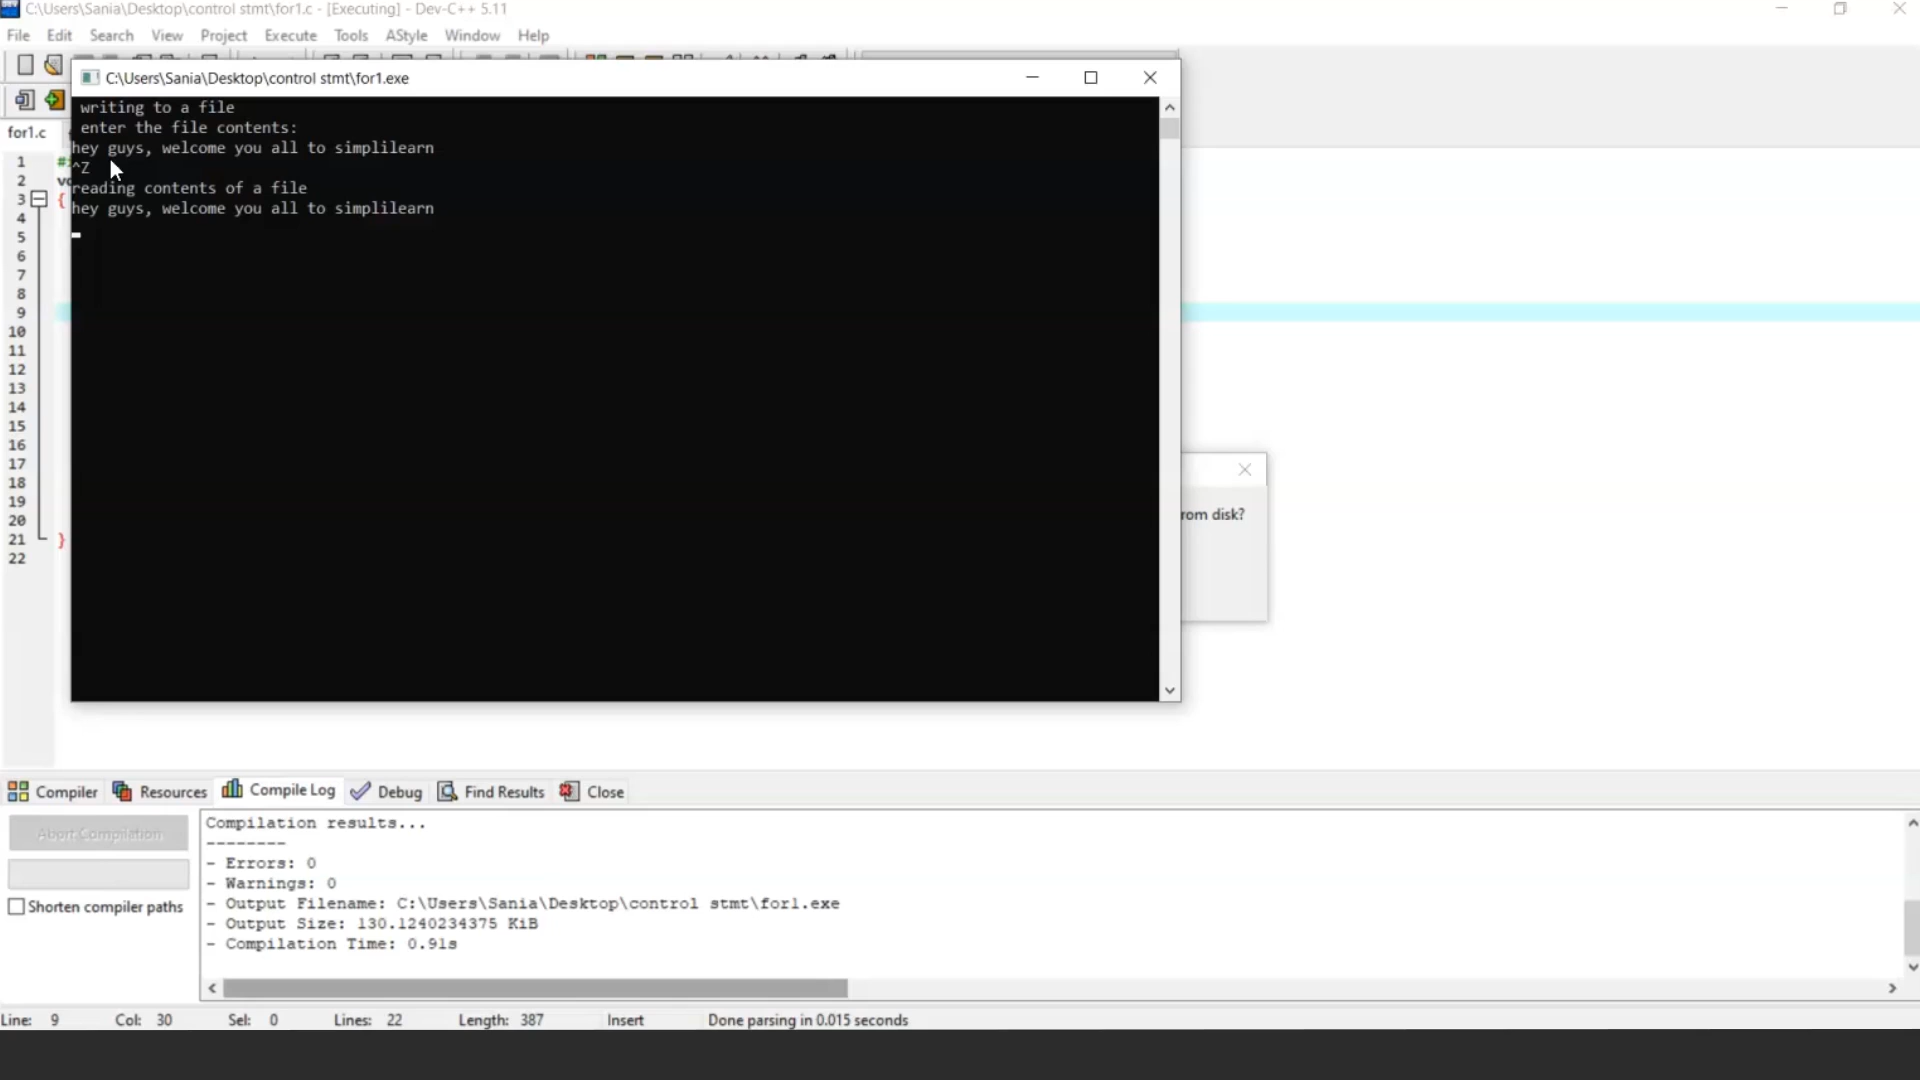 C:\Users\Sania\Desktop\control stmt\for1.c - [Executing] - Dev-C++ 5.11
File Edit Search View Project Execute Tools AStyle Window Help
C:\Users\Sania\Desktop\control stmt\for1.exe
writing to a file
enter the file contents:
hey guys, welcome you all to simplilearn
^Z
reading contents of a file
hey guys, welcome you all to simplilearn
for1.c
1
2
3 {
4
5
6
7
8
9
10
11
12
13
14
15
16
17
18
19
20
21 }
22
rom disk?
Compiler Resources Compile Log Debug Find Results Close
Abort Compilation
Shorten compiler paths
Compilation results...
--------
- Errors: 0
- Warnings: 0
- Output Filename: C:\Users\Sania\Desktop\control stmt\for1.exe
- Output Size: 130.1240234375 KiB
- Compilation Time: 0.91s
Line: 9 Col: 30 Sel: 0 Lines: 22 Length: 387 Insert Done parsing in 0.015 seconds